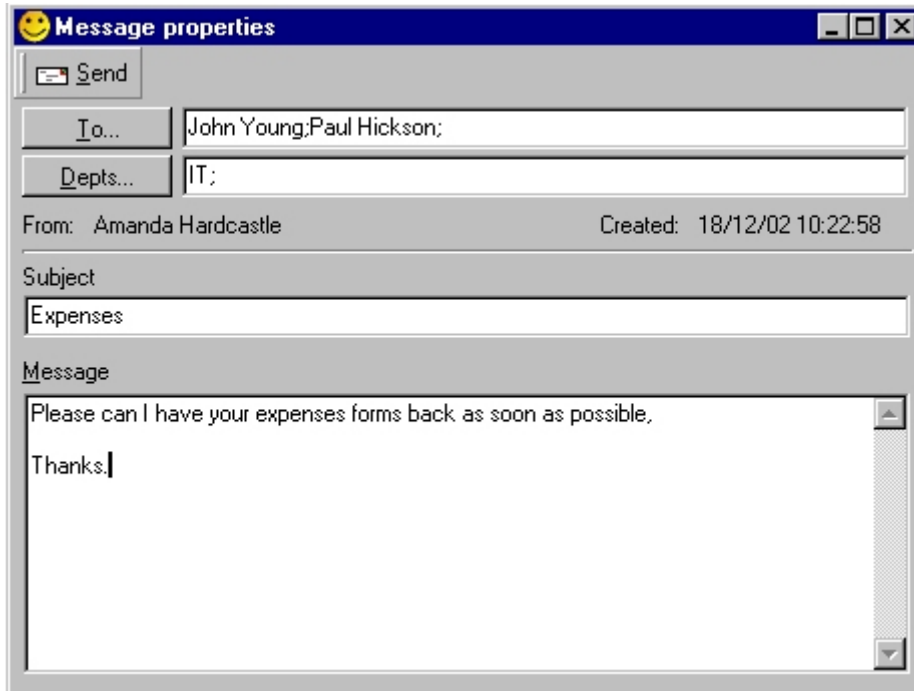 Message properties
Send
To... John Young;Paul Hickson;
Depts... IT;
From: Amanda Hardcastle Created: 18/12/02 10:22:58
Subject
Expenses
Message
Please can I have your expenses forms back as soon as possible,
Thanks.